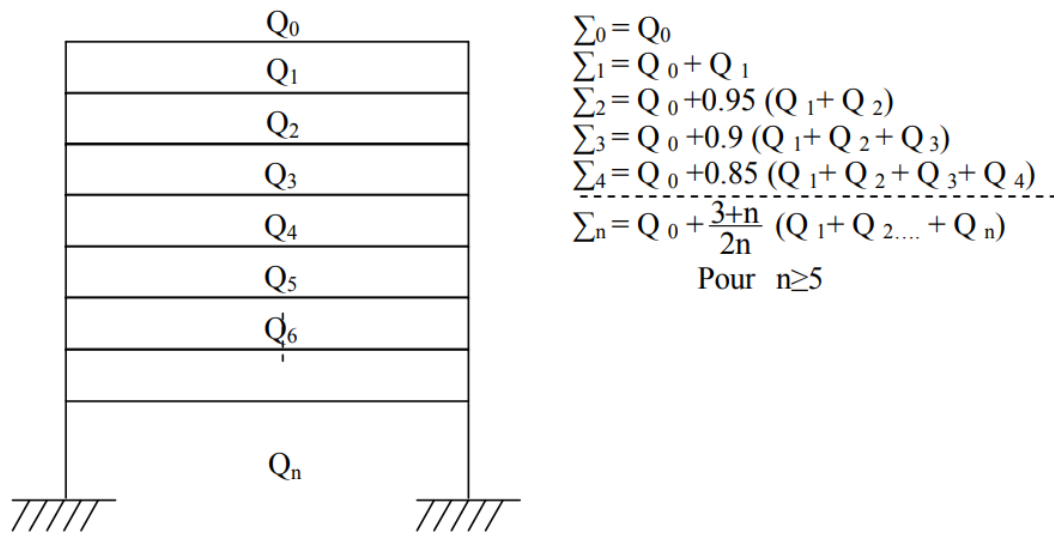 Q₀
Q₁
Q₂
Q₃
Q₄
Q₅
Q₆
Qₙ
∑₀ = Q₀
∑₁ = Q ₀ + Q ₁
∑₂ = Q ₀ +0.95 (Q ₁+ Q ₂)
∑₃ = Q ₀ +0.9 (Q ₁+ Q ₂ + Q ₃)
∑₄ = Q ₀ +0.85 (Q ₁+ Q ₂ + Q ₃+ Q ₄)
∑ₙ = Q ₀ + 3+n/2n (Q ₁+ Q ₂.... + Q ₙ)
Pour n≥5